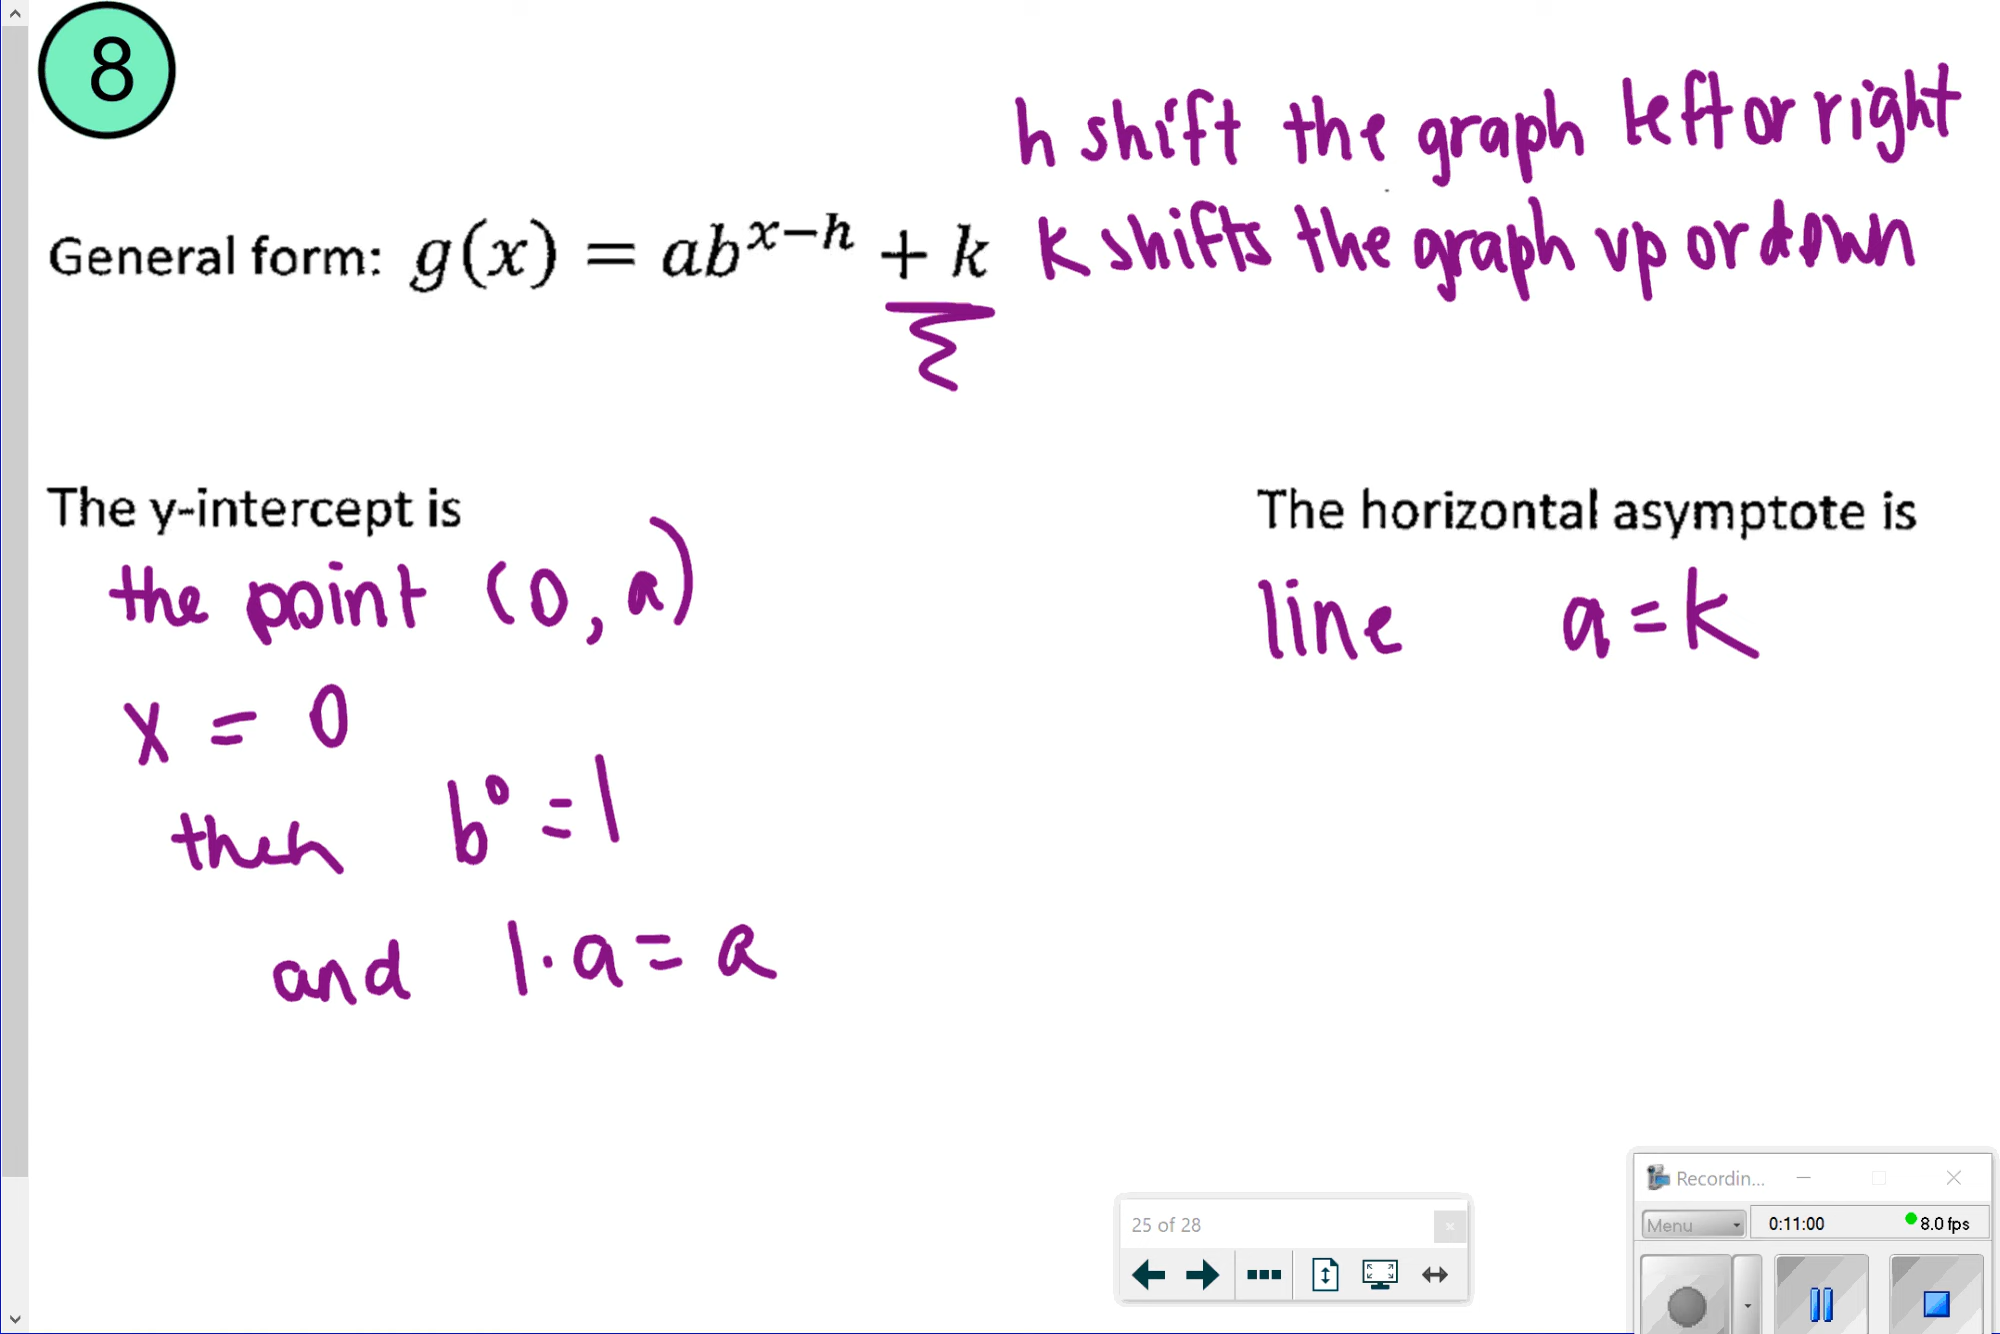 8
h shift the graph left or right
General form: g(x) = ab^{x-h} + k
k shifts the graph up or down
The y-intercept is
The horizontal asymptote is
the point (0, a)
line a = k
x = 0
then b⁰ = 1
and 1 · a = a
Recordin...
25 of 28
Menu
0:11:00
8.0 fps